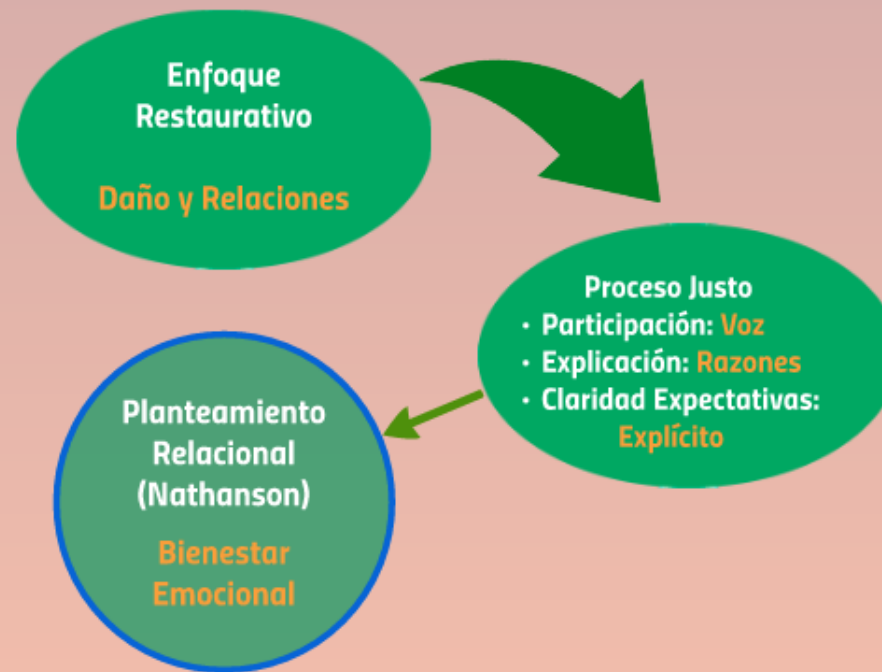 Enfoque
Restaurativo
Daño y Relaciones
Proceso Justo
• Participación: Voz
• Explicación: Razones
• Claridad Expectativas:
Explícito
Planteamiento
Relacional
(Nathanson)
Bienestar
Emocional